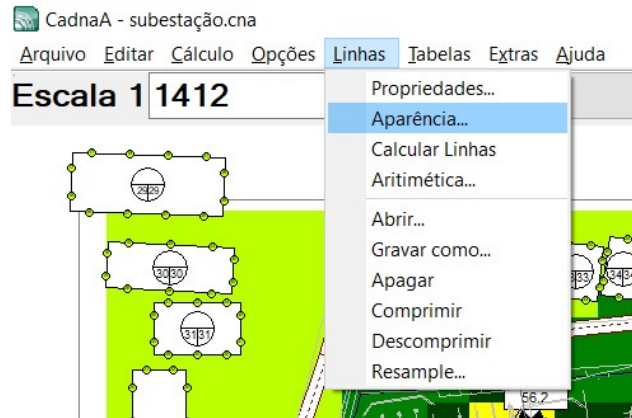 CadnaA - subestação.cna
Arquivo Editar Cálculo Opções Linhas Tabelas Extras Ajuda
Escala 1 1412
Propriedades...
Aparência...
Calcular Linhas
Aritimética...
Abrir...
Gravar como...
Apagar
Comprimir
Descomprimir
Resample...
29 29
30 30
31 31
33
34 34
56.2